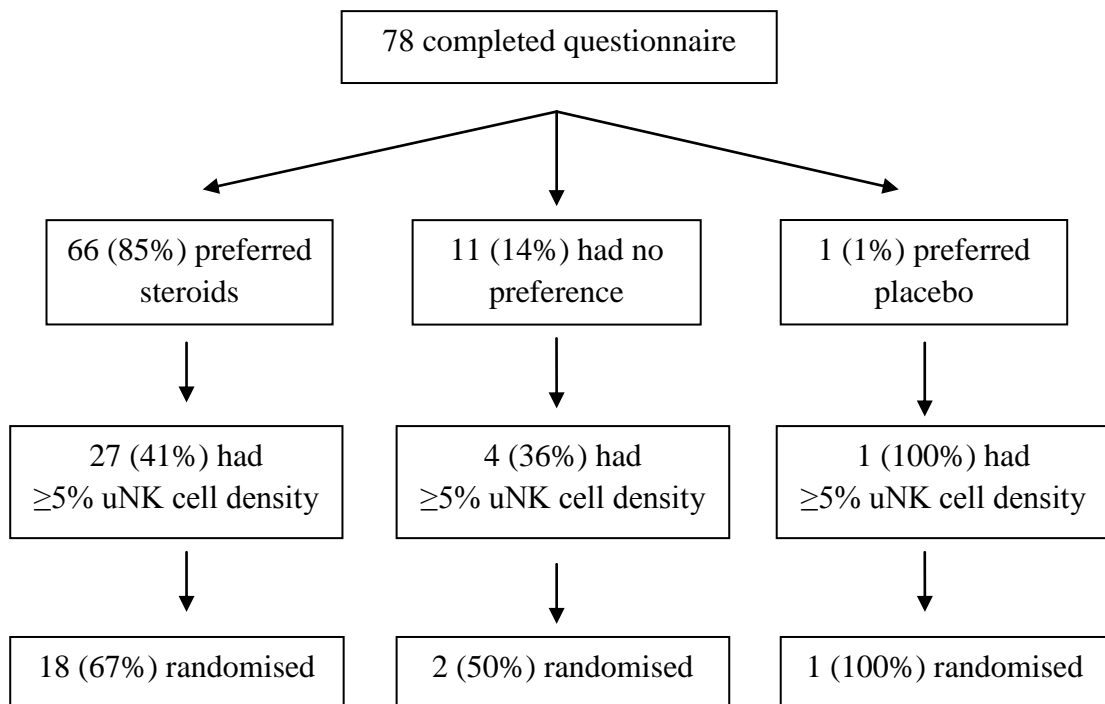 78 completed questionnaire
66 (85%) preferred
steroids
11 (14%) had no
preference
1 (1%) preferred
placebo
27 (41%) had
≥5% uNK cell density
4 (36%) had
≥5% uNK cell density
1 (100%) had
≥5% uNK cell density
18 (67%) randomised
2 (50%) randomised
1 (100%) randomised